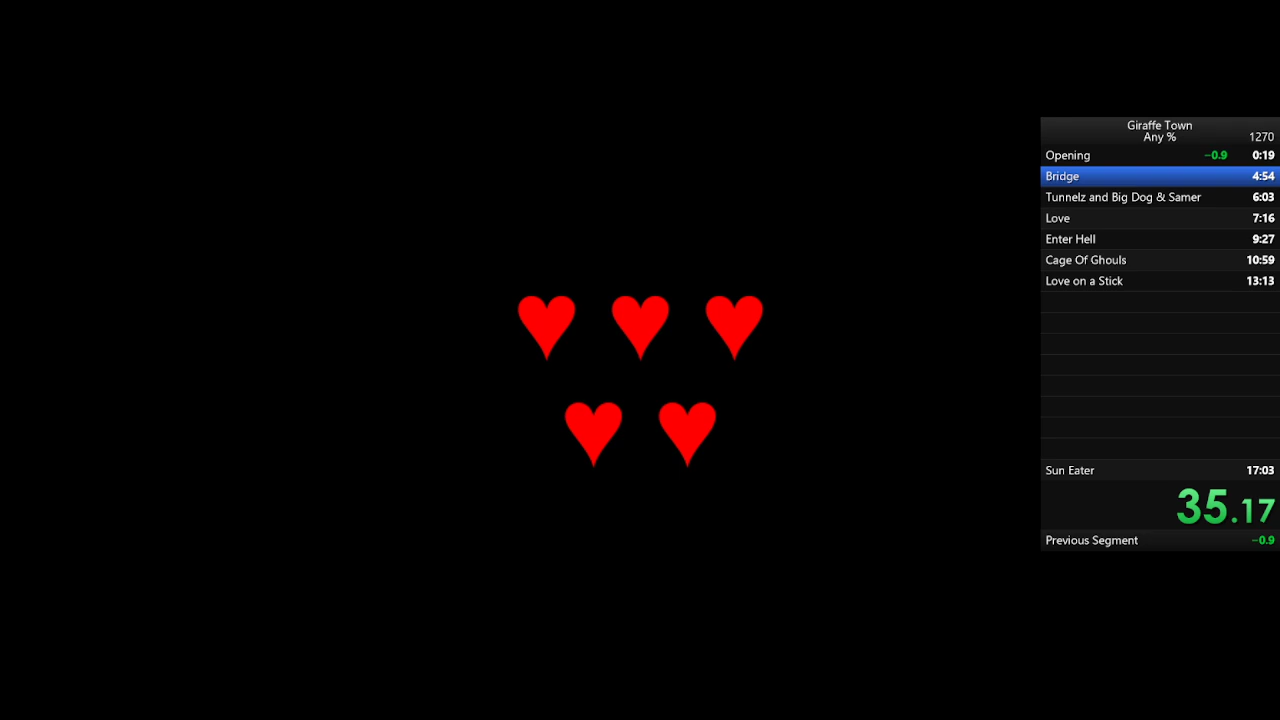 Giraffe Town
Any % 1270
Opening −0.9 0:19
Bridge 4:54
Tunnelz and Big Dog & Samer 6:03
Love 7:16
Enter Hell 9:27
Cage Of Ghouls 10:59
Love on a Stick 13:13
Sun Eater 17:03
35.17
Previous Segment −0.9